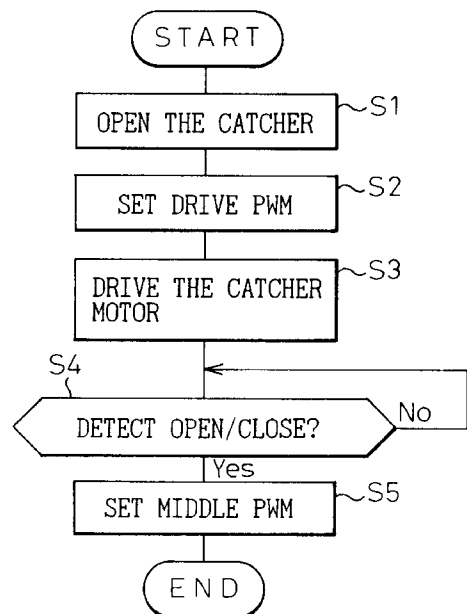 START
OPEN THE CATCHER
S1
SET DRIVE PWM
S2
DRIVE THE CATCHER
MOTOR
S3
S4
DETECT OPEN/CLOSE?
No
Yes
SET MIDDLE PWM
S5
END